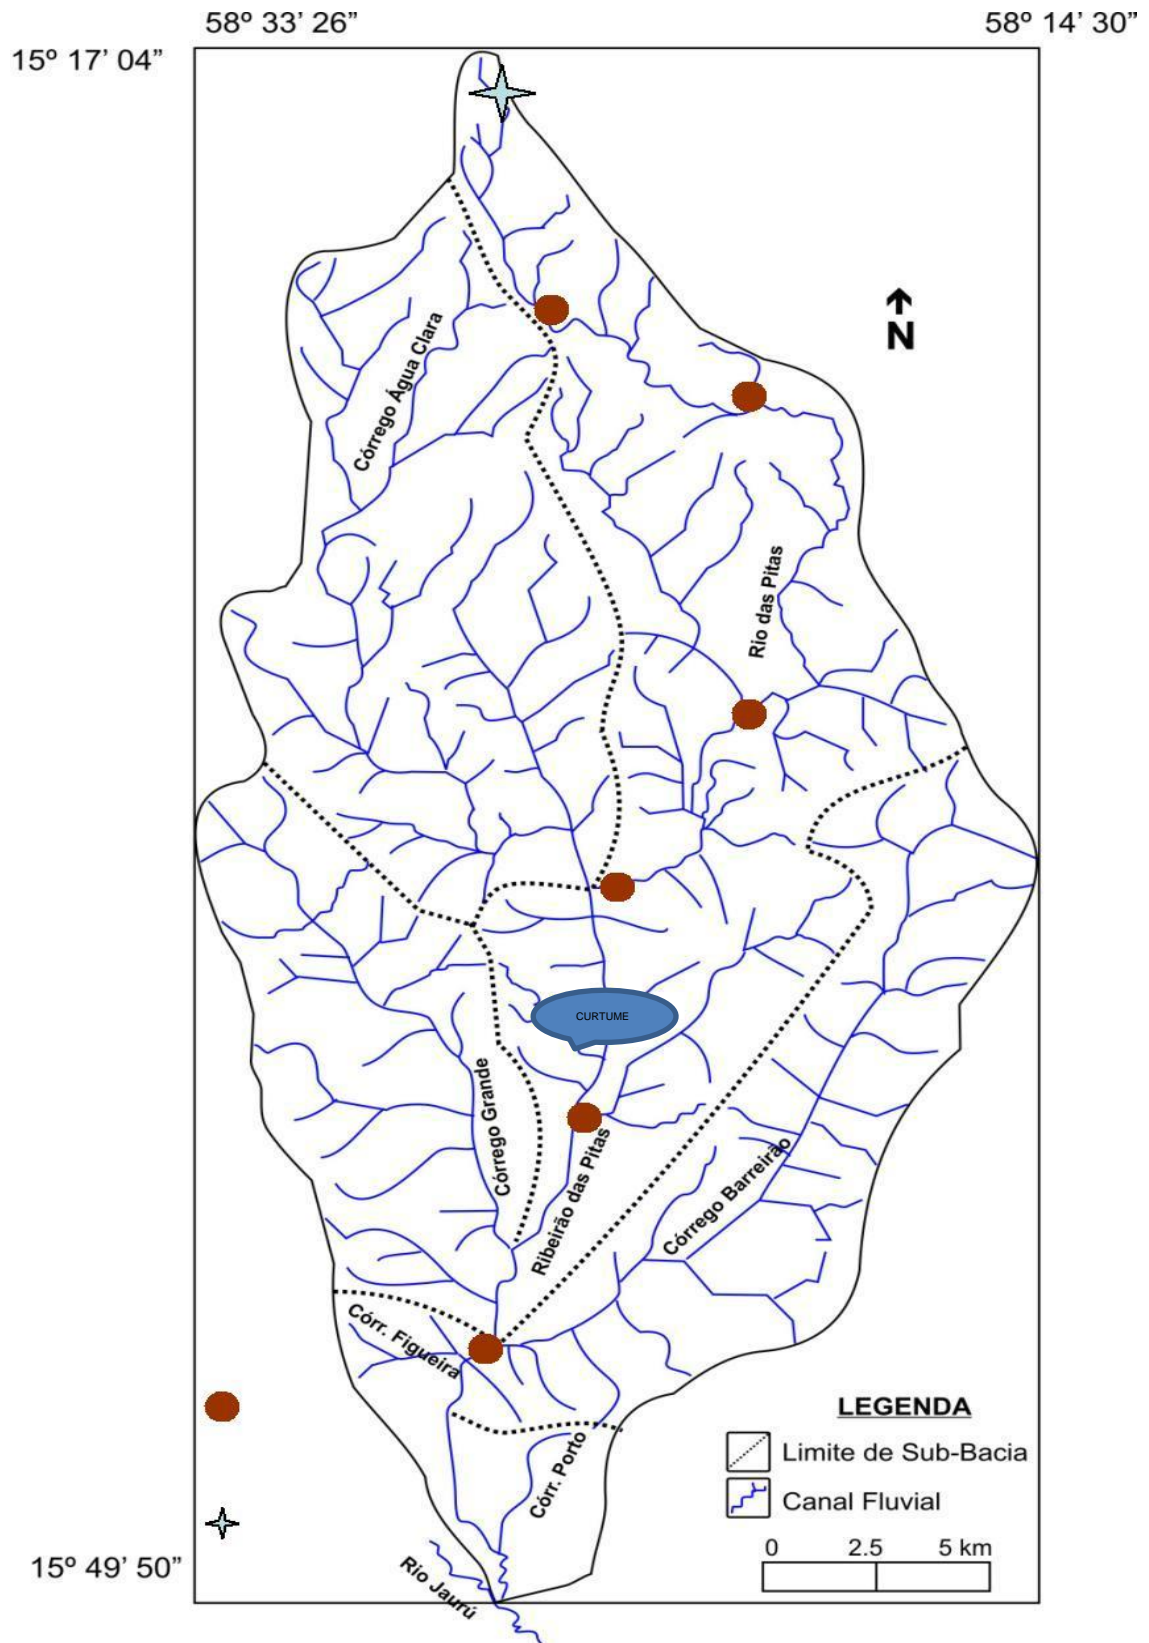 58º 33’ 26”
58º 14’ 30”
15º 17’ 04”
N
Córrego Água Clara
Rio das Pitas
CURTUME
Córrego Grande
Ribeirão das Pitas
Córrego Barreirão
Córr. Figueira
Córr. Porto
LEGENDA
Limite de Sub-Bacia
Canal Fluvial
0 2.5 5 km
15º 49’ 50”
Rio Jaurú